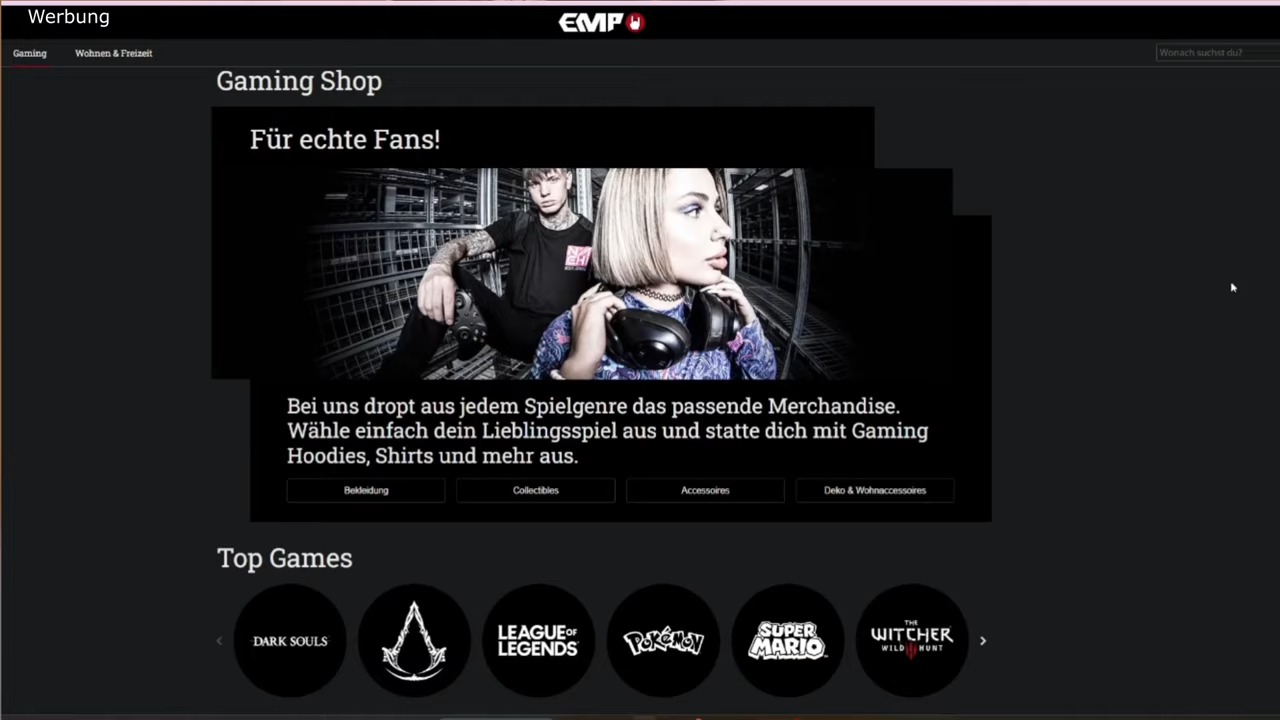 Werbung
EMP
Gaming
Wohnen & Freizeit
Wonach suchst du?
Gaming Shop
Für echte Fans!
Bei uns dropt aus jedem Spielgenre das passende Merchandise.
Wähle einfach dein Lieblingsspiel aus und statte dich mit Gaming
Hoodies, Shirts und mehr aus.
Bekleidung
Collectibles
Accessoires
Deko & Wohnaccessoires
Top Games
DARK SOULS
LEAGUE OF
LEGENDS
POKÉMON
SUPER
MARIO
THE
WITCHER
WILD HUNT